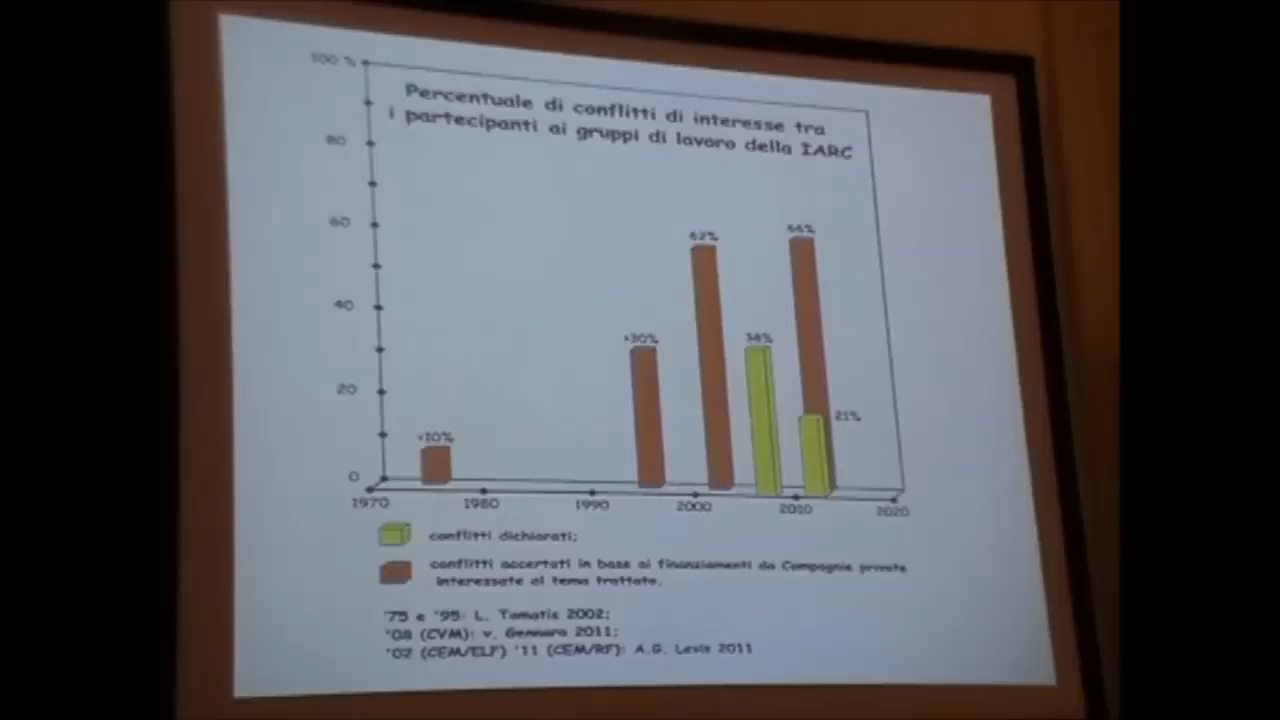 100 %
Percentuale di conflitti di interesse tra
i partecipanti ai gruppi di lavoro della IARC
80
60
62%
66%
40
>30%
38%
20
21%
<10%
0
1970 1980 1990 2000 2010 2020
conflitti dichiarati;
conflitti accertati in base ai finanziamenti da Compagnie private
interessate al tema trattato.
'75 e '95: L. Tomatis 2002;
'08 (CVM): v. Gennaro 2011;
'02 (CEM/ELF) '11 (CEM/RF): A.G. Levis 2011